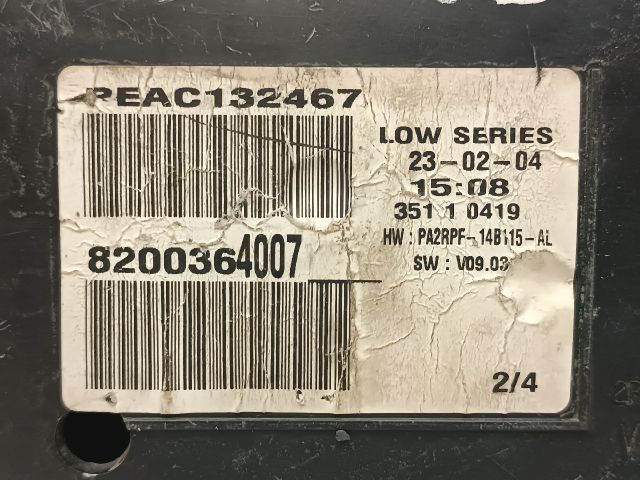 PEAC132467
8200364007
LOW SERIES
23-02-04
15:08
351 1 0419
HW : PA2RPF-14B115-AL
SW : V09.03
2/4